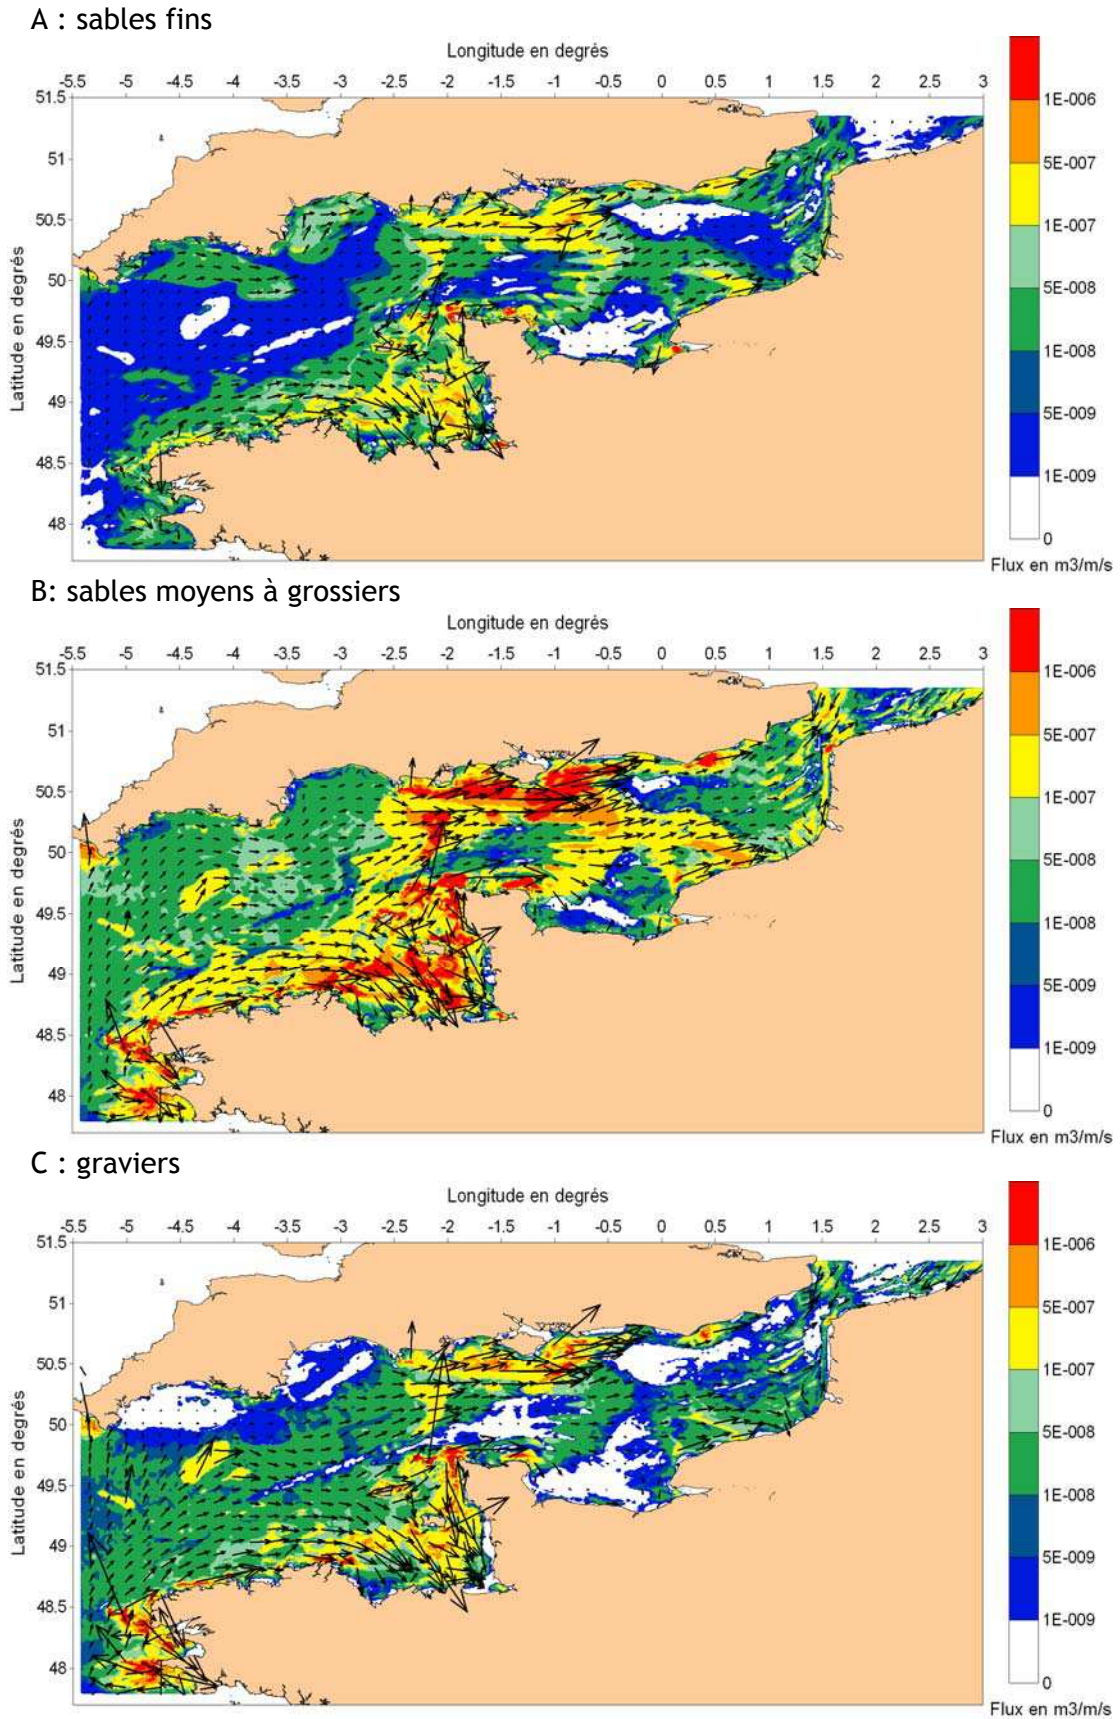 A : sables fins
Longitude en degrés
-5.5 -5 -4.5 -4 -3.5 -3 -2.5 -2 -1.5 -1 -0.5 0 0.5 1 1.5 2 2.5 3
Latitude en degrés
51.5
51
50.5
50
49.5
49
48.5
48
1E-006
5E-007
1E-007
5E-008
1E-008
5E-009
1E-009
0
Flux en m3/m/s
B: sables moyens à grossiers
Longitude en degrés
-5.5 -5 -4.5 -4 -3.5 -3 -2.5 -2 -1.5 -1 -0.5 0 0.5 1 1.5 2 2.5 3
Latitude en degrés
51.5
51
50.5
50
49.5
49
48.5
48
1E-006
5E-007
1E-007
5E-008
1E-008
5E-009
1E-009
0
Flux en m3/m/s
C : graviers
Longitude en degrés
-5.5 -5 -4.5 -4 -3.5 -3 -2.5 -2 -1.5 -1 -0.5 0 0.5 1 1.5 2 2.5 3
Latitude en degrés
51.5
51
50.5
50
49.5
49
48.5
48
1E-006
5E-007
1E-007
5E-008
1E-008
5E-009
1E-009
0
Flux en m3/m/s